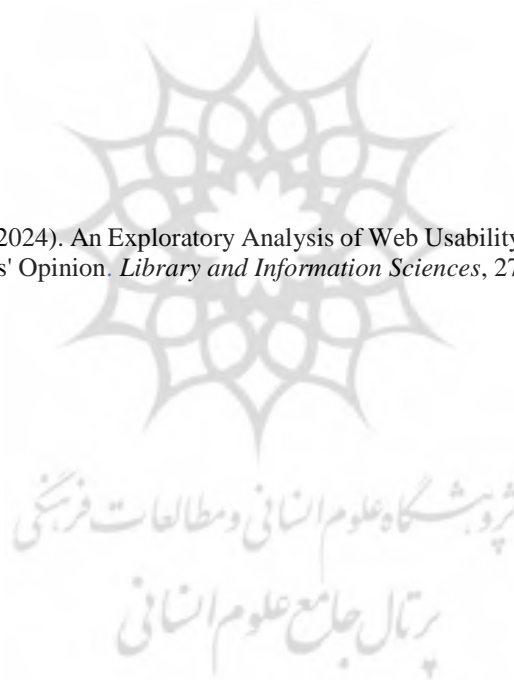 2024). An Exploratory Analysis of Web Usability
s' Opinion. Library and Information Sciences, 27
پژوهشگاه علوم انسانی و مطالعات فرهنگی
پرتال جامع علوم انسانی